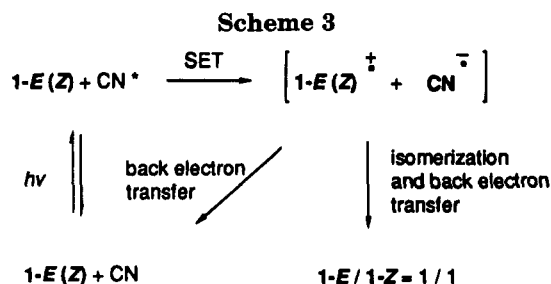 Scheme 3
1-E (Z) + CN * SET [ 1-E (Z) +• + CN −• ]
hν back electron transfer isomerization and back electron transfer
1-E (Z) + CN 1-E / 1-Z = 1 / 1